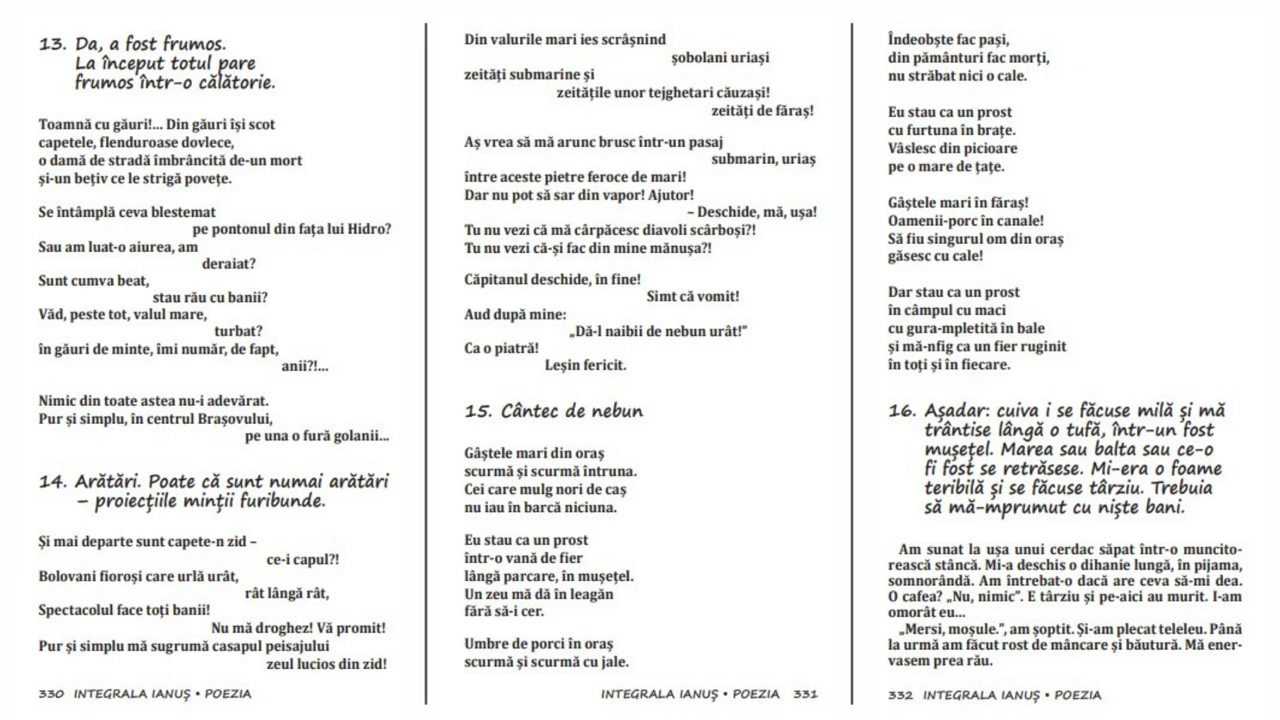 13. Da, a fost frumos.
La început totul pare
frumos într-o călătorie.
Toamnă cu găuri!... Din găuri își scot
capetele, flenduroase dovlece,
o damă de stradă îmbrâncită de-un mort
și-un bețiv ce le strigă povețe.
Se întâmplă ceva blestemat
pe pontonul din fața lui Hidro?
Sau am luat-o aiurea, am
deraiat?
Sunt cumva beat,
stau rău cu banii?
Văd, peste tot, valul mare,
turbat?
în găuri de minte, îmi număr, de fapt,
anii?!...
Nimic din toate astea nu-i adevărat.
Pur și simplu, în centrul Brașovului,
pe una o fură golanii...
14. Arătări. Poate că sunt numai arătări
– proiecțiile minții furibunde.
Și mai departe sunt capete-n zid –
ce-i capul?!
Bolovani fioroși care urlă urât,
rât lângă rât,
Spectacolul face toți banii!
Nu mă droghez! Vă promit!
Pur și simplu mă sugrumă casapul peisajului
zeul lucios din zid!
330 INTEGRALA IANUȘ • POEZIA
Din valurile mari ies scrâșnind
șobolani uriași
zeități submarine și
zeitățile unor tejghetari căuzași!
zeități de făraș!
Aș vrea să mă arunc brusc într-un pasaj
submarin, uriaș
între aceste pietre feroce de mari!
Dar nu pot să sar din vapor! Ajutor!
– Deschide, mă, ușa!
Tu nu vezi că mă cârpăcesc diavoli scârboși?!
Tu nu vezi că-și fac din mine mănușa?!
Căpitanul deschide, în fine!
Simt că vomit!
Aud după mine:
„Dă-l naibii de nebun urât!”
Ca o piatră!
Leșin fericit.
15. Cântec de nebun
Gâștele mari din oraș
scurmă și scurmă întruna.
Cei care mulg nori de caș
nu iau în barcă niciuna.
Eu stau ca un prost
într-o vană de fier
lângă parcare, în mușețel.
Un zeu mă dă în leagăn
fără să-i cer.
Umbre de porci în oraș
scurmă și scurmă cu jale.
INTEGRALA IANUȘ • POEZIA 331
Îndeobște fac pași,
din pământuri fac morți,
nu străbat nici o cale.
Eu stau ca un prost
cu furtuna în brațe.
Vâslesc din picioare
pe o mare de țațe.
Gâștele mari în făraș!
Oamenii-porc în canale!
Să fiu singurul om din oraș
găsesc cu cale!
Dar stau ca un prost
în câmpul cu maci
cu gura-mpletită în bale
și mă-nfig ca un fier ruginit
în toți și în fiecare.
16. Așadar: cuiva i se făcuse milă și mă
trântise lângă o tufă, într-un fost
mușețel. Marea sau balta sau ce-o
fi fost se retrăsese. Mi-era o foame
teribilă și se făcuse târziu. Trebuia
să mă-mprumut cu niște bani.
Am sunat la ușa unui cerdac săpat într-o muncito-
rească stâncă. Mi-a deschis o dihanie lungă, în pijama,
somnorândă. Am întrebat-o dacă are ceva să-mi dea.
O cafea? „Nu, nimic”. E târziu și pe-aici au murit. I-am
omorât eu...
„Mersi, moșule.”, am șoptit. Și-am plecat teleleu. Până
la urmă am făcut rost de mâncare și băutură. Mă ener-
vasem prea rău.
332 INTEGRALA IANUȘ • POEZIA